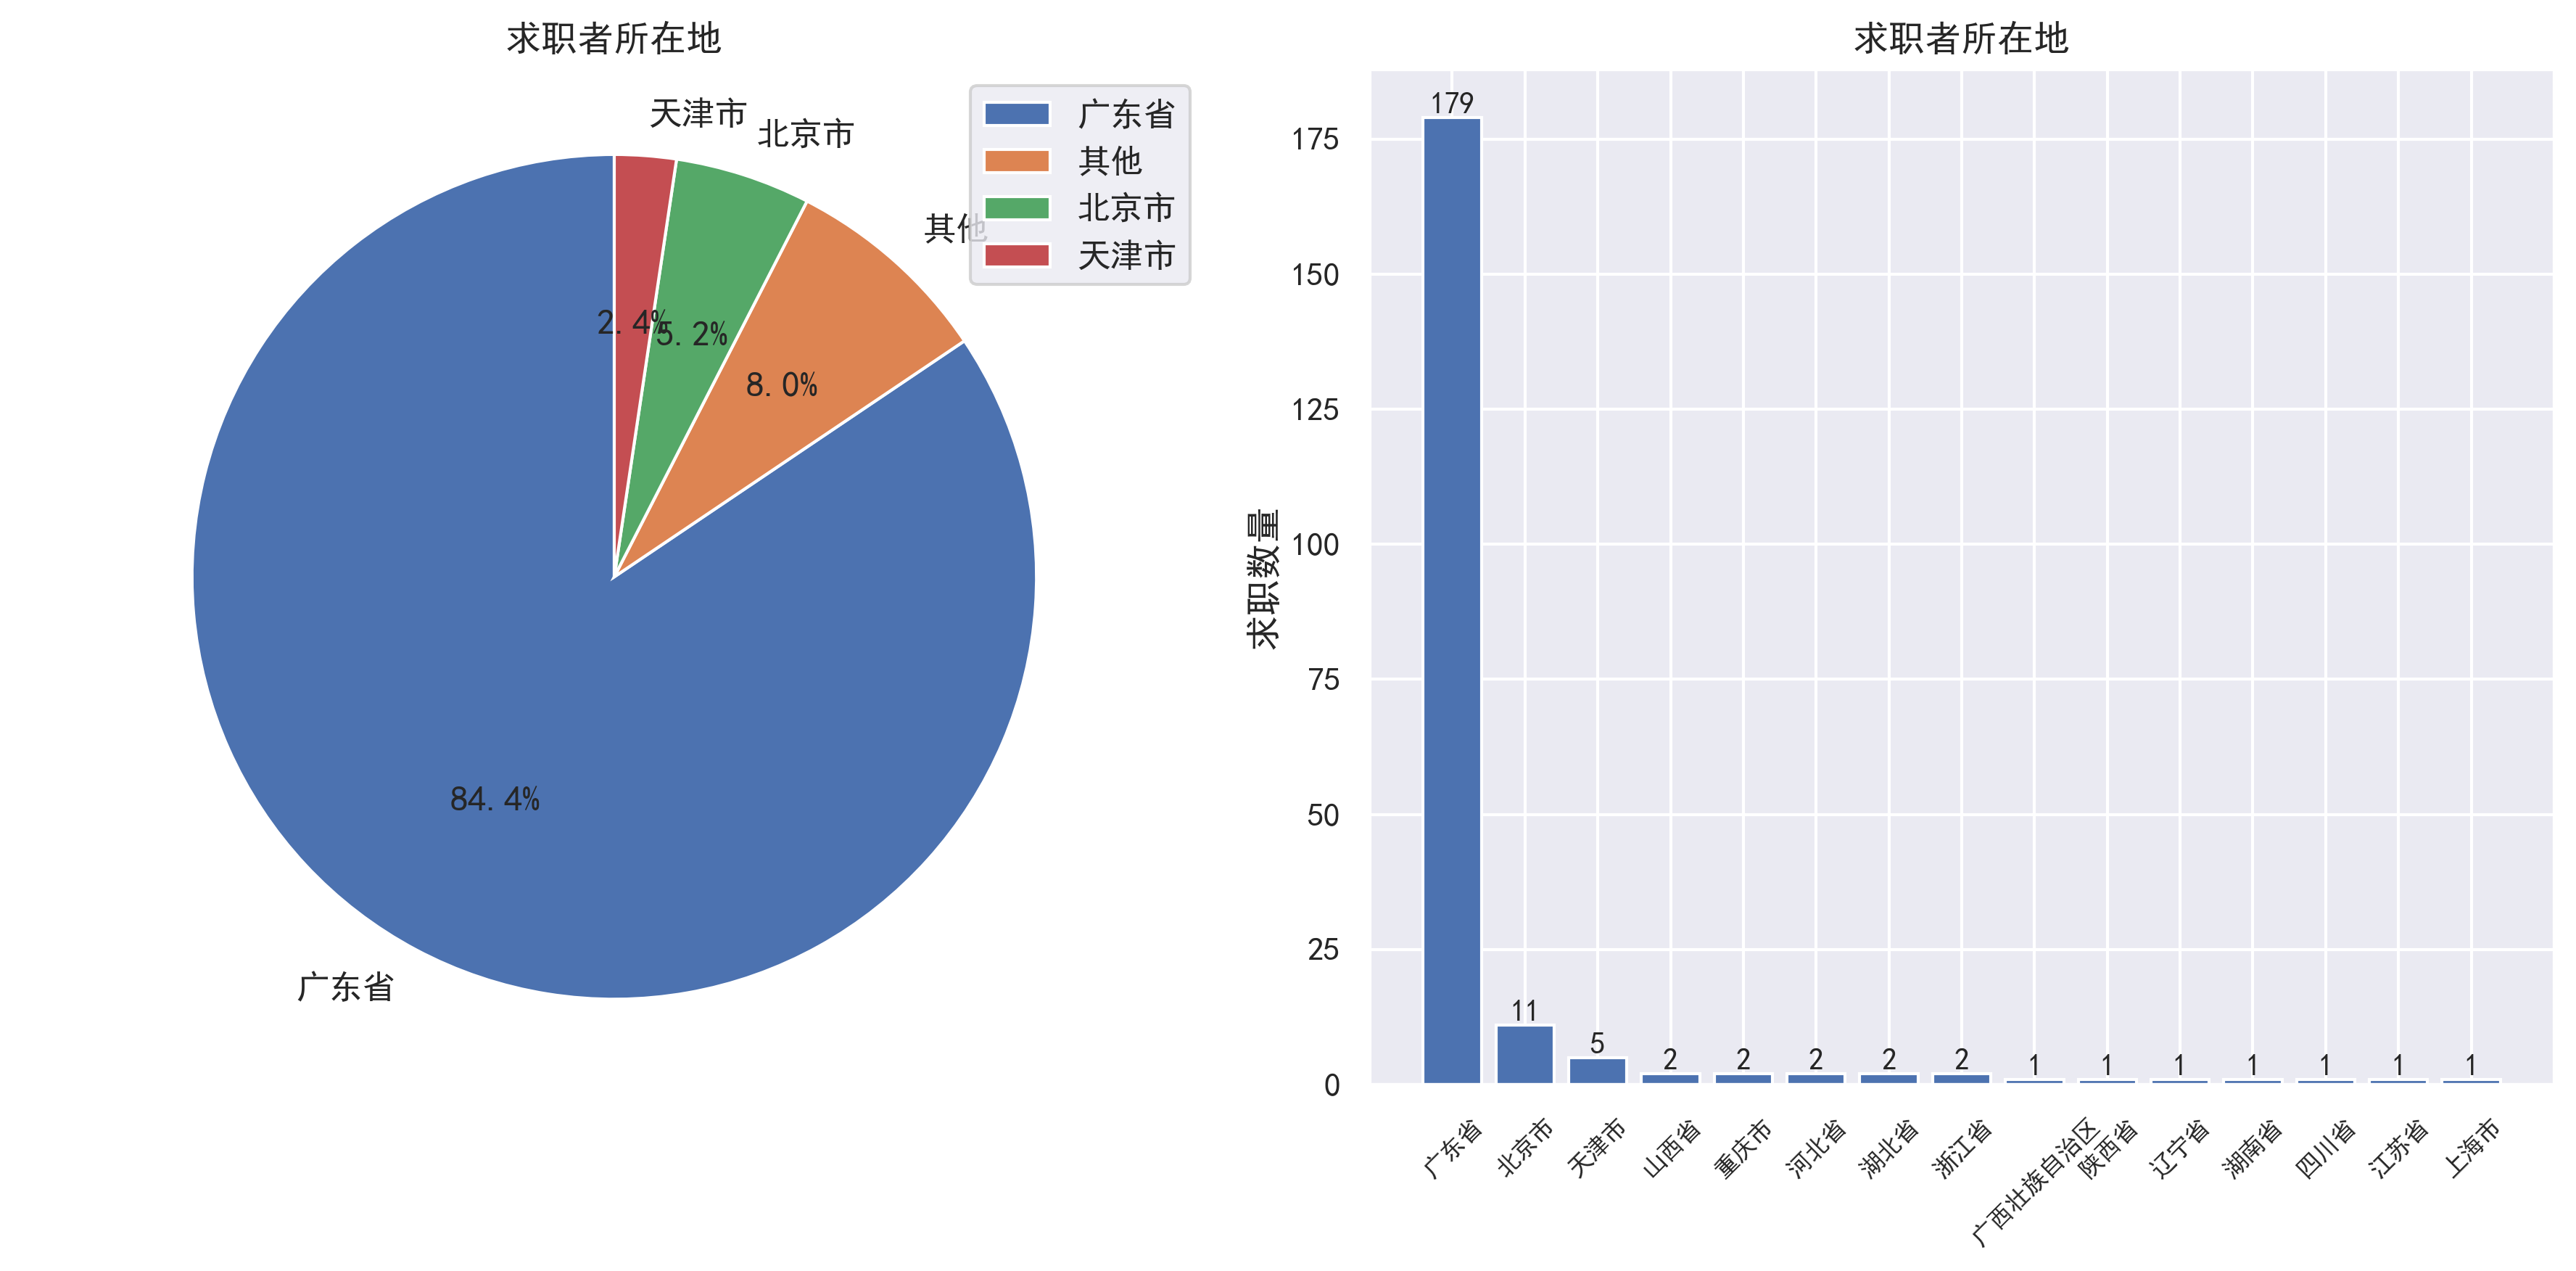 求职者所在地
天津市
北京市
其他
广东省
2.4%
5.2%
8.0%
84.4%
广东省
其他
北京市
天津市
求职者所在地
求职数量
175
150
125
100
75
50
25
0
179
11
5
2
2
2
2
2
1
1
1
1
1
1
1
广东省
北京市
天津市
山西省
重庆市
河北省
湖北省
浙江省
广西壮族自治区
陕西省
辽宁省
湖南省
四川省
江苏省
上海市